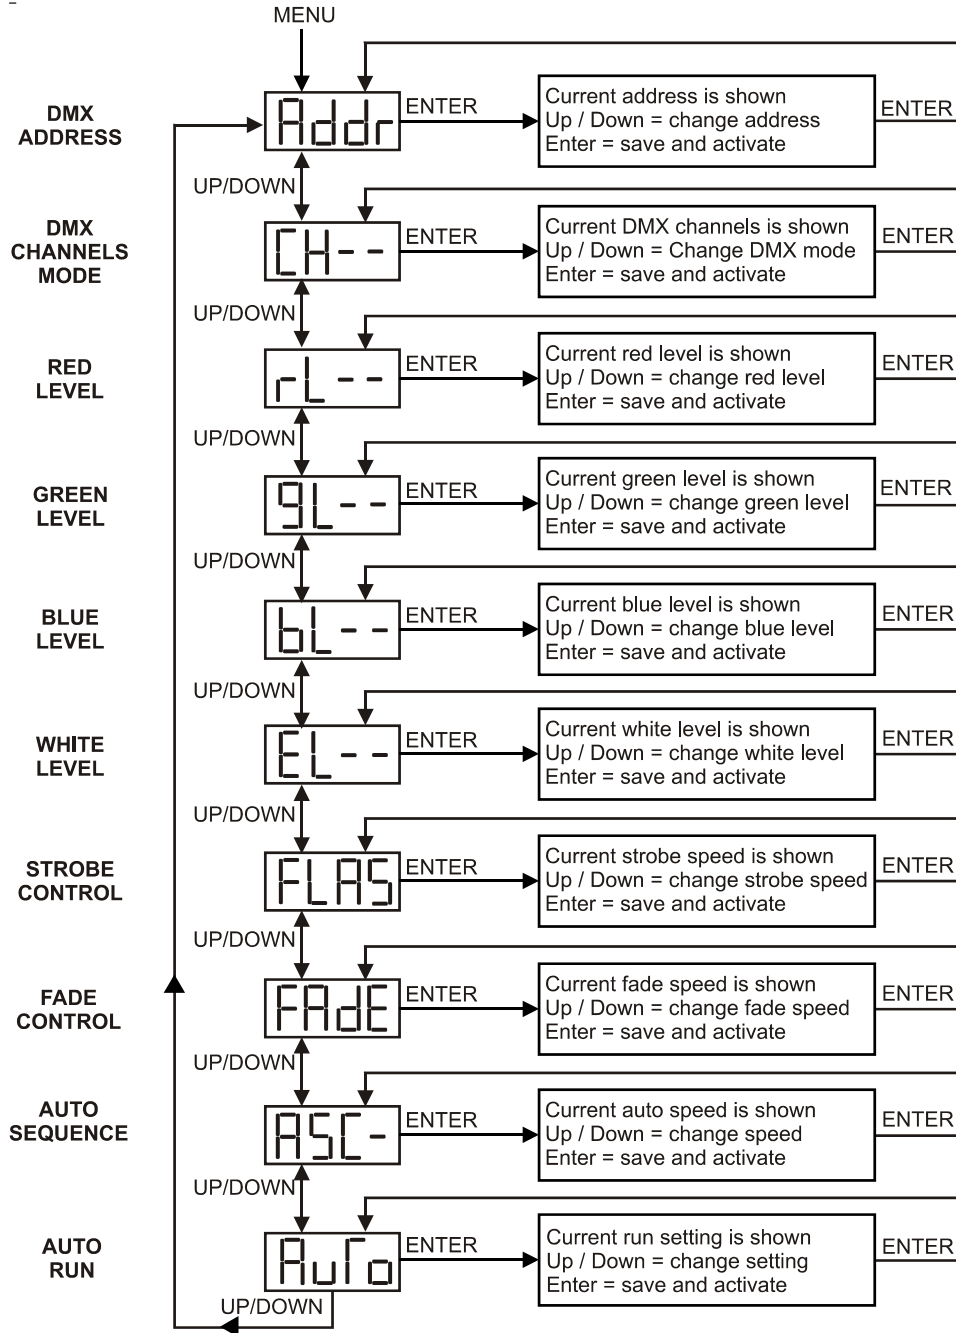 MENU
DMX
ADDRESS
Addr
ENTER
Current address is shown
Up / Down = change address
Enter = save and activate
ENTER
UP/DOWN
DMX
CHANNELS
MODE
CH--
ENTER
Current DMX channels is shown
Up / Down = Change DMX mode
Enter = save and activate
ENTER
UP/DOWN
RED
LEVEL
rL--
ENTER
Current red level is shown
Up / Down = change red level
Enter = save and activate
ENTER
UP/DOWN
GREEN
LEVEL
gL--
ENTER
Current green level is shown
Up / Down = change green level
Enter = save and activate
ENTER
UP/DOWN
BLUE
LEVEL
bL--
ENTER
Current blue level is shown
Up / Down = change blue level
Enter = save and activate
ENTER
UP/DOWN
WHITE
LEVEL
EL--
ENTER
Current white level is shown
Up / Down = change white level
Enter = save and activate
ENTER
UP/DOWN
STROBE
CONTROL
FLAS
ENTER
Current strobe speed is shown
Up / Down = change strobe speed
Enter = save and activate
ENTER
UP/DOWN
FADE
CONTROL
FAdE
ENTER
Current fade speed is shown
Up / Down = change fade speed
Enter = save and activate
ENTER
UP/DOWN
AUTO
SEQUENCE
ASC-
ENTER
Current auto speed is shown
Up / Down = change speed
Enter = save and activate
ENTER
UP/DOWN
AUTO
RUN
AuTo
ENTER
Current run setting is shown
Up / Down = change setting
Enter = save and activate
ENTER
UP/DOWN